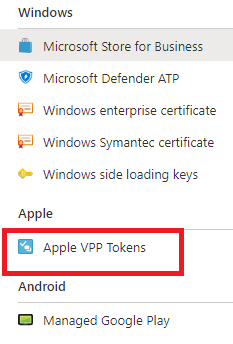 Windows
Microsoft Store for Business
Microsoft Defender ATP
Windows enterprise certificate
Windows Symantec certificate
Windows side loading keys
Apple
Apple VPP Tokens
Android
Managed Google Play